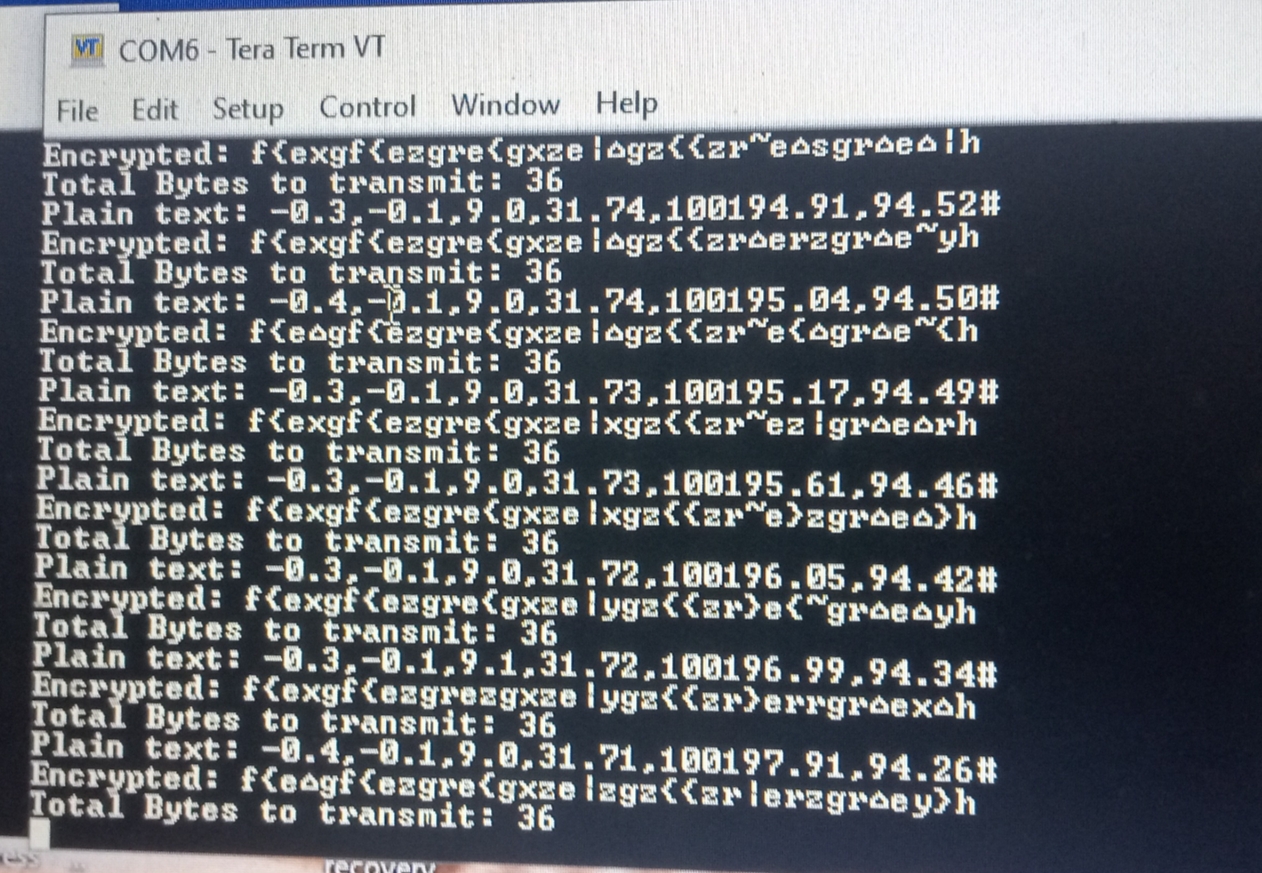 COM6 - Tera Term VT
File Edit Setup Control Window Help
Encrypted: f{exgf{ezgre{gxze|⌂gz{{zr~e⌂sgr⌂e⌂|h
Total Bytes to transmit: 36
Plain text: -0.3,-0.1,9.0,31.74,100194.91,94.52#
Encrypted: f{exgf{ezgre{gxze|⌂gz{{zr⌂erzgr⌂e~yh
Total Bytes to transmit: 36
Plain text: -0.4,-0.1,9.0,31.74,100195.04,94.50#
Encrypted: f{e⌂gf{ezgre{gxze|⌂gz{{zr~e{⌂gr⌂e~{h
Total Bytes to transmit: 36
Plain text: -0.3,-0.1,9.0,31.73,100195.17,94.49#
Encrypted: f{exgf{ezgre{gxze|xgz{{zr~ez|gr⌂e⌂rh
Total Bytes to transmit: 36
Plain text: -0.3,-0.1,9.0,31.73,100195.61,94.46#
Encrypted: f{exgf{ezgre{gxze|xgz{{zr~e}zgr⌂e⌂}h
Total Bytes to transmit: 36
Plain text: -0.3,-0.1,9.0,31.72,100196.05,94.42#
Encrypted: f{exgf{ezgre{gxze|ygz{{zr}e{~gr⌂e⌂yh
Total Bytes to transmit: 36
Plain text: -0.3,-0.1,9.1,31.72,100196.99,94.34#
Encrypted: f{exgf{ezgrezgxze|ygz{{zr}errgr⌂ex⌂h
Total Bytes to transmit: 36
Plain text: -0.4,-0.1,9.0,31.71,100197.91,94.26#
Encrypted: f{e⌂gf{ezgre{gxze|zgz{{zr|erzgr⌂ey}h
Total Bytes to transmit: 36
recovery